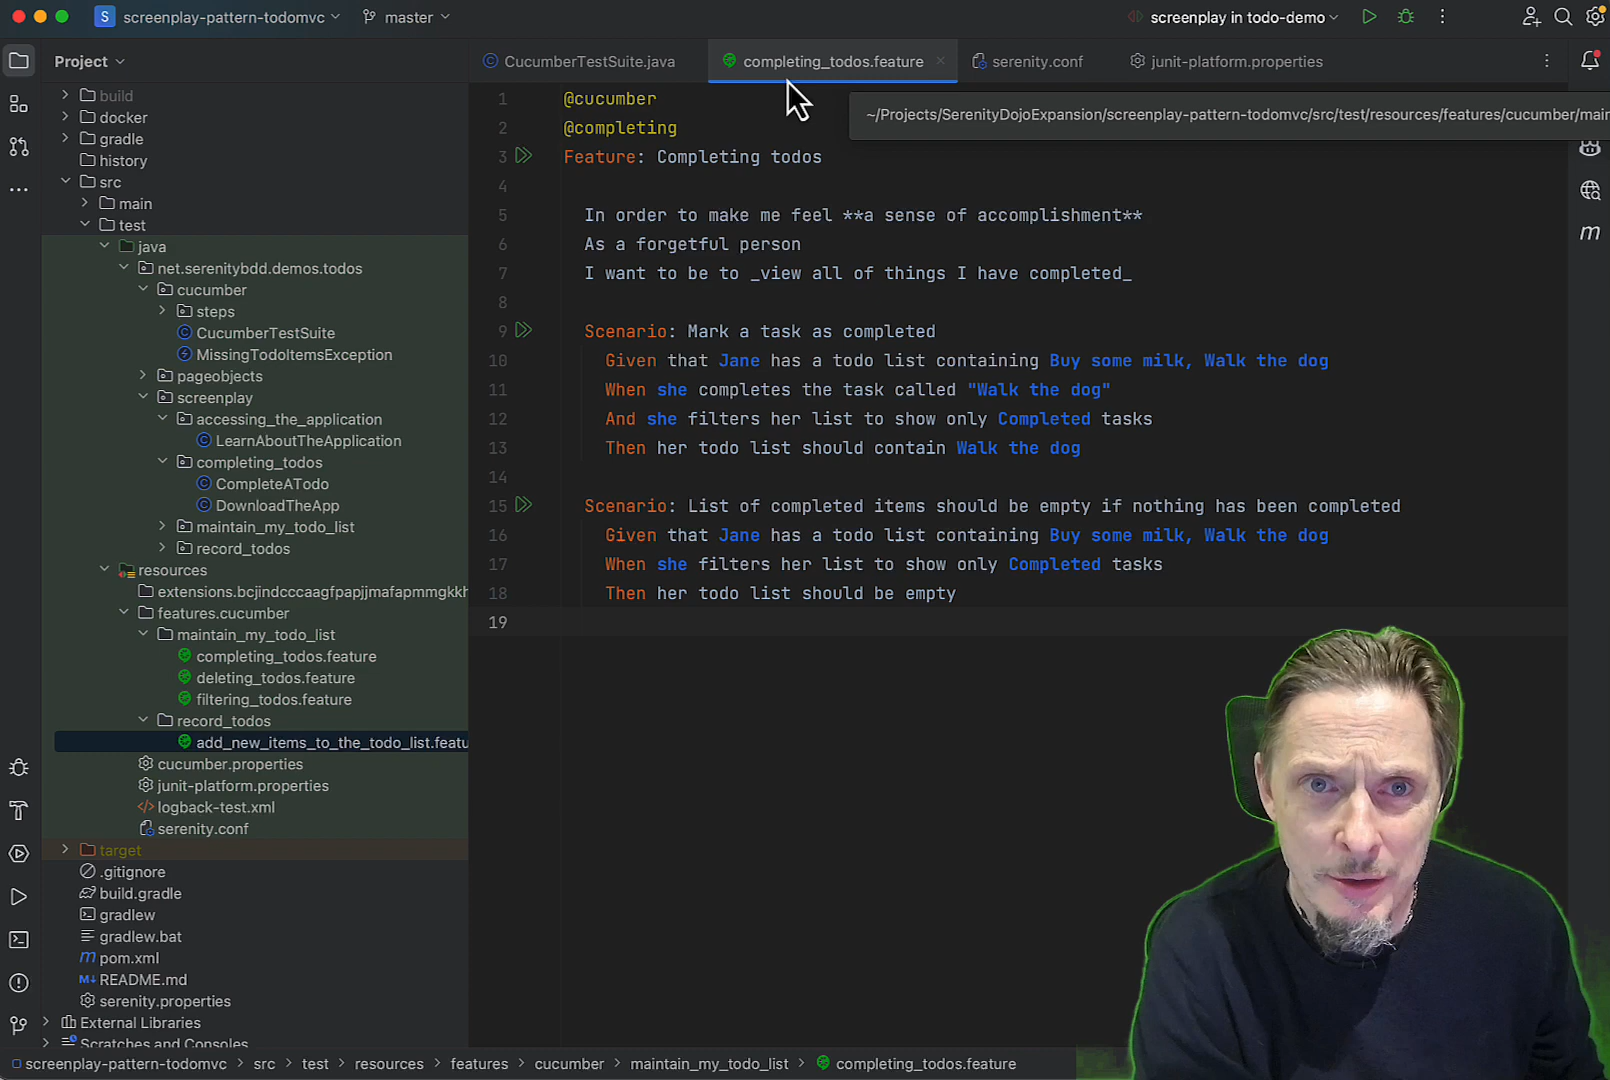 S screenplay-pattern-todomvc master screenplay in todo-demo
Project
CucumberTestSuite.java completing_todos.feature serenity.conf junit-platform.properties
~/Projects/SerenityDojoExpansion/screenplay-pattern-todomvc/src/test/resources/features/cucumber/main
build
docker
gradle
history
src
main
test
java
net.serenitybdd.demos.todos
cucumber
steps
CucumberTestSuite
MissingTodoItemsException
pageobjects
screenplay
accessing_the_application
LearnAboutTheApplication
completing_todos
CompleteATodo
DownloadTheApp
maintain_my_todo_list
record_todos
resources
extensions.bcjindcccaagfpapjjmafapmmgkkh
features.cucumber
maintain_my_todo_list
completing_todos.feature
deleting_todos.feature
filtering_todos.feature
record_todos
add_new_items_to_the_todo_list.featu
cucumber.properties
junit-platform.properties
logback-test.xml
serenity.conf
target
.gitignore
build.gradle
gradlew
gradlew.bat
m pom.xml
M↓ README.md
serenity.properties
External Libraries
Scratches and Consoles
1 @cucumber
2 @completing
3 Feature: Completing todos
4
5 In order to make me feel **a sense of accomplishment**
6 As a forgetful person
7 I want to be to _view all of things I have completed_
8
9 Scenario: Mark a task as completed
10 Given that Jane has a todo list containing Buy some milk, Walk the dog
11 When she completes the task called "Walk the dog"
12 And she filters her list to show only Completed tasks
13 Then her todo list should contain Walk the dog
14
15 Scenario: List of completed items should be empty if nothing has been completed
16 Given that Jane has a todo list containing Buy some milk, Walk the dog
17 When she filters her list to show only Completed tasks
18 Then her todo list should be empty
19
m
screenplay-pattern-todomvc > src > test > resources > features > cucumber > maintain_my_todo_list > completing_todos.feature